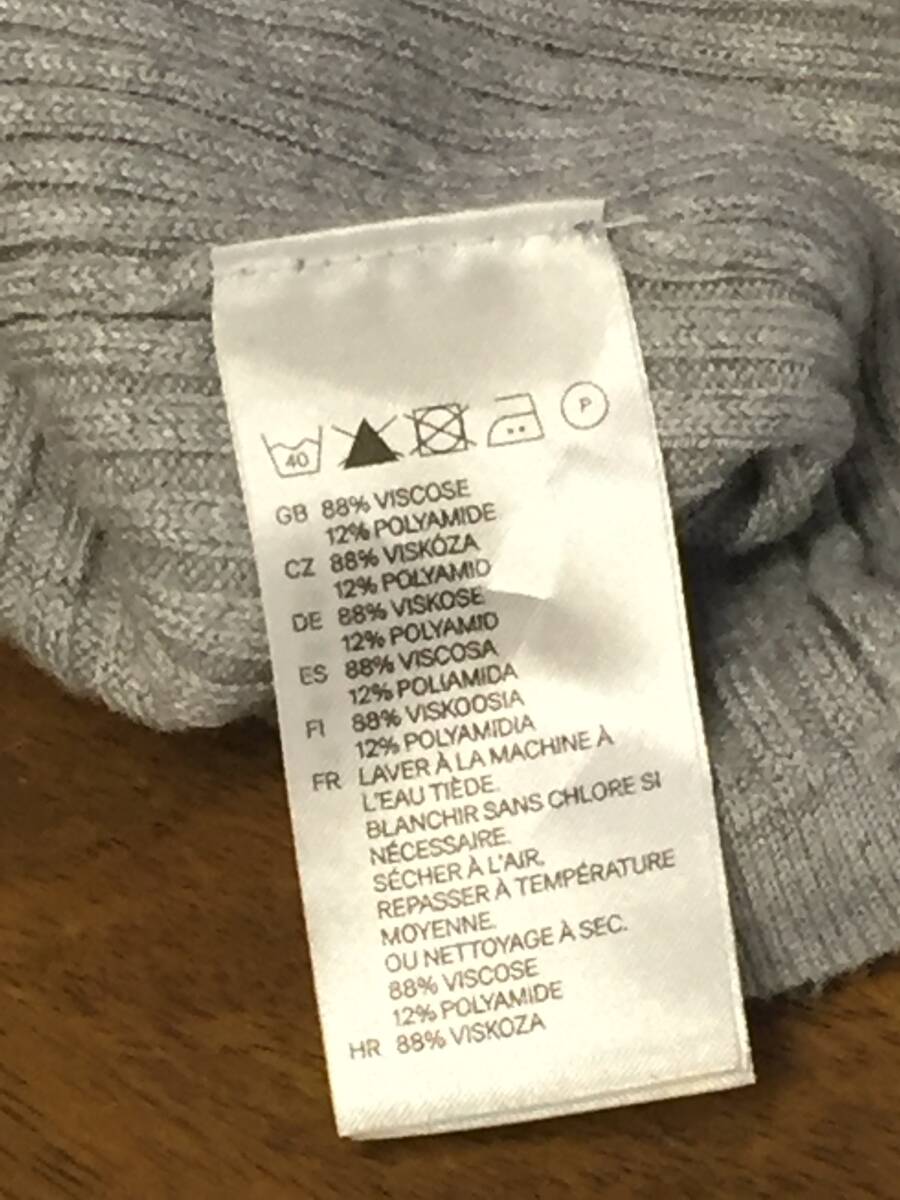 40
P
GB 88% VISCOSE
12% POLYAMIDE
CZ 88% VISKÓZA
12% POLYAMID
DE 88% VISKOSE
12% POLYAMID
ES 88% VISCOSA
12% POLIAMIDA
FI 88% VISKOOSIA
12% POLYAMIDIA
FR LAVER À LA MACHINE À
L'EAU TIÈDE.
BLANCHIR SANS CHLORE SI
NÉCESSAIRE.
SÉCHER À L'AIR.
REPASSER À TEMPÉRATURE
MOYENNE.
OU NETTOYAGE À SEC.
88% VISCOSE
12% POLYAMIDE
HR 88% VISKOZA